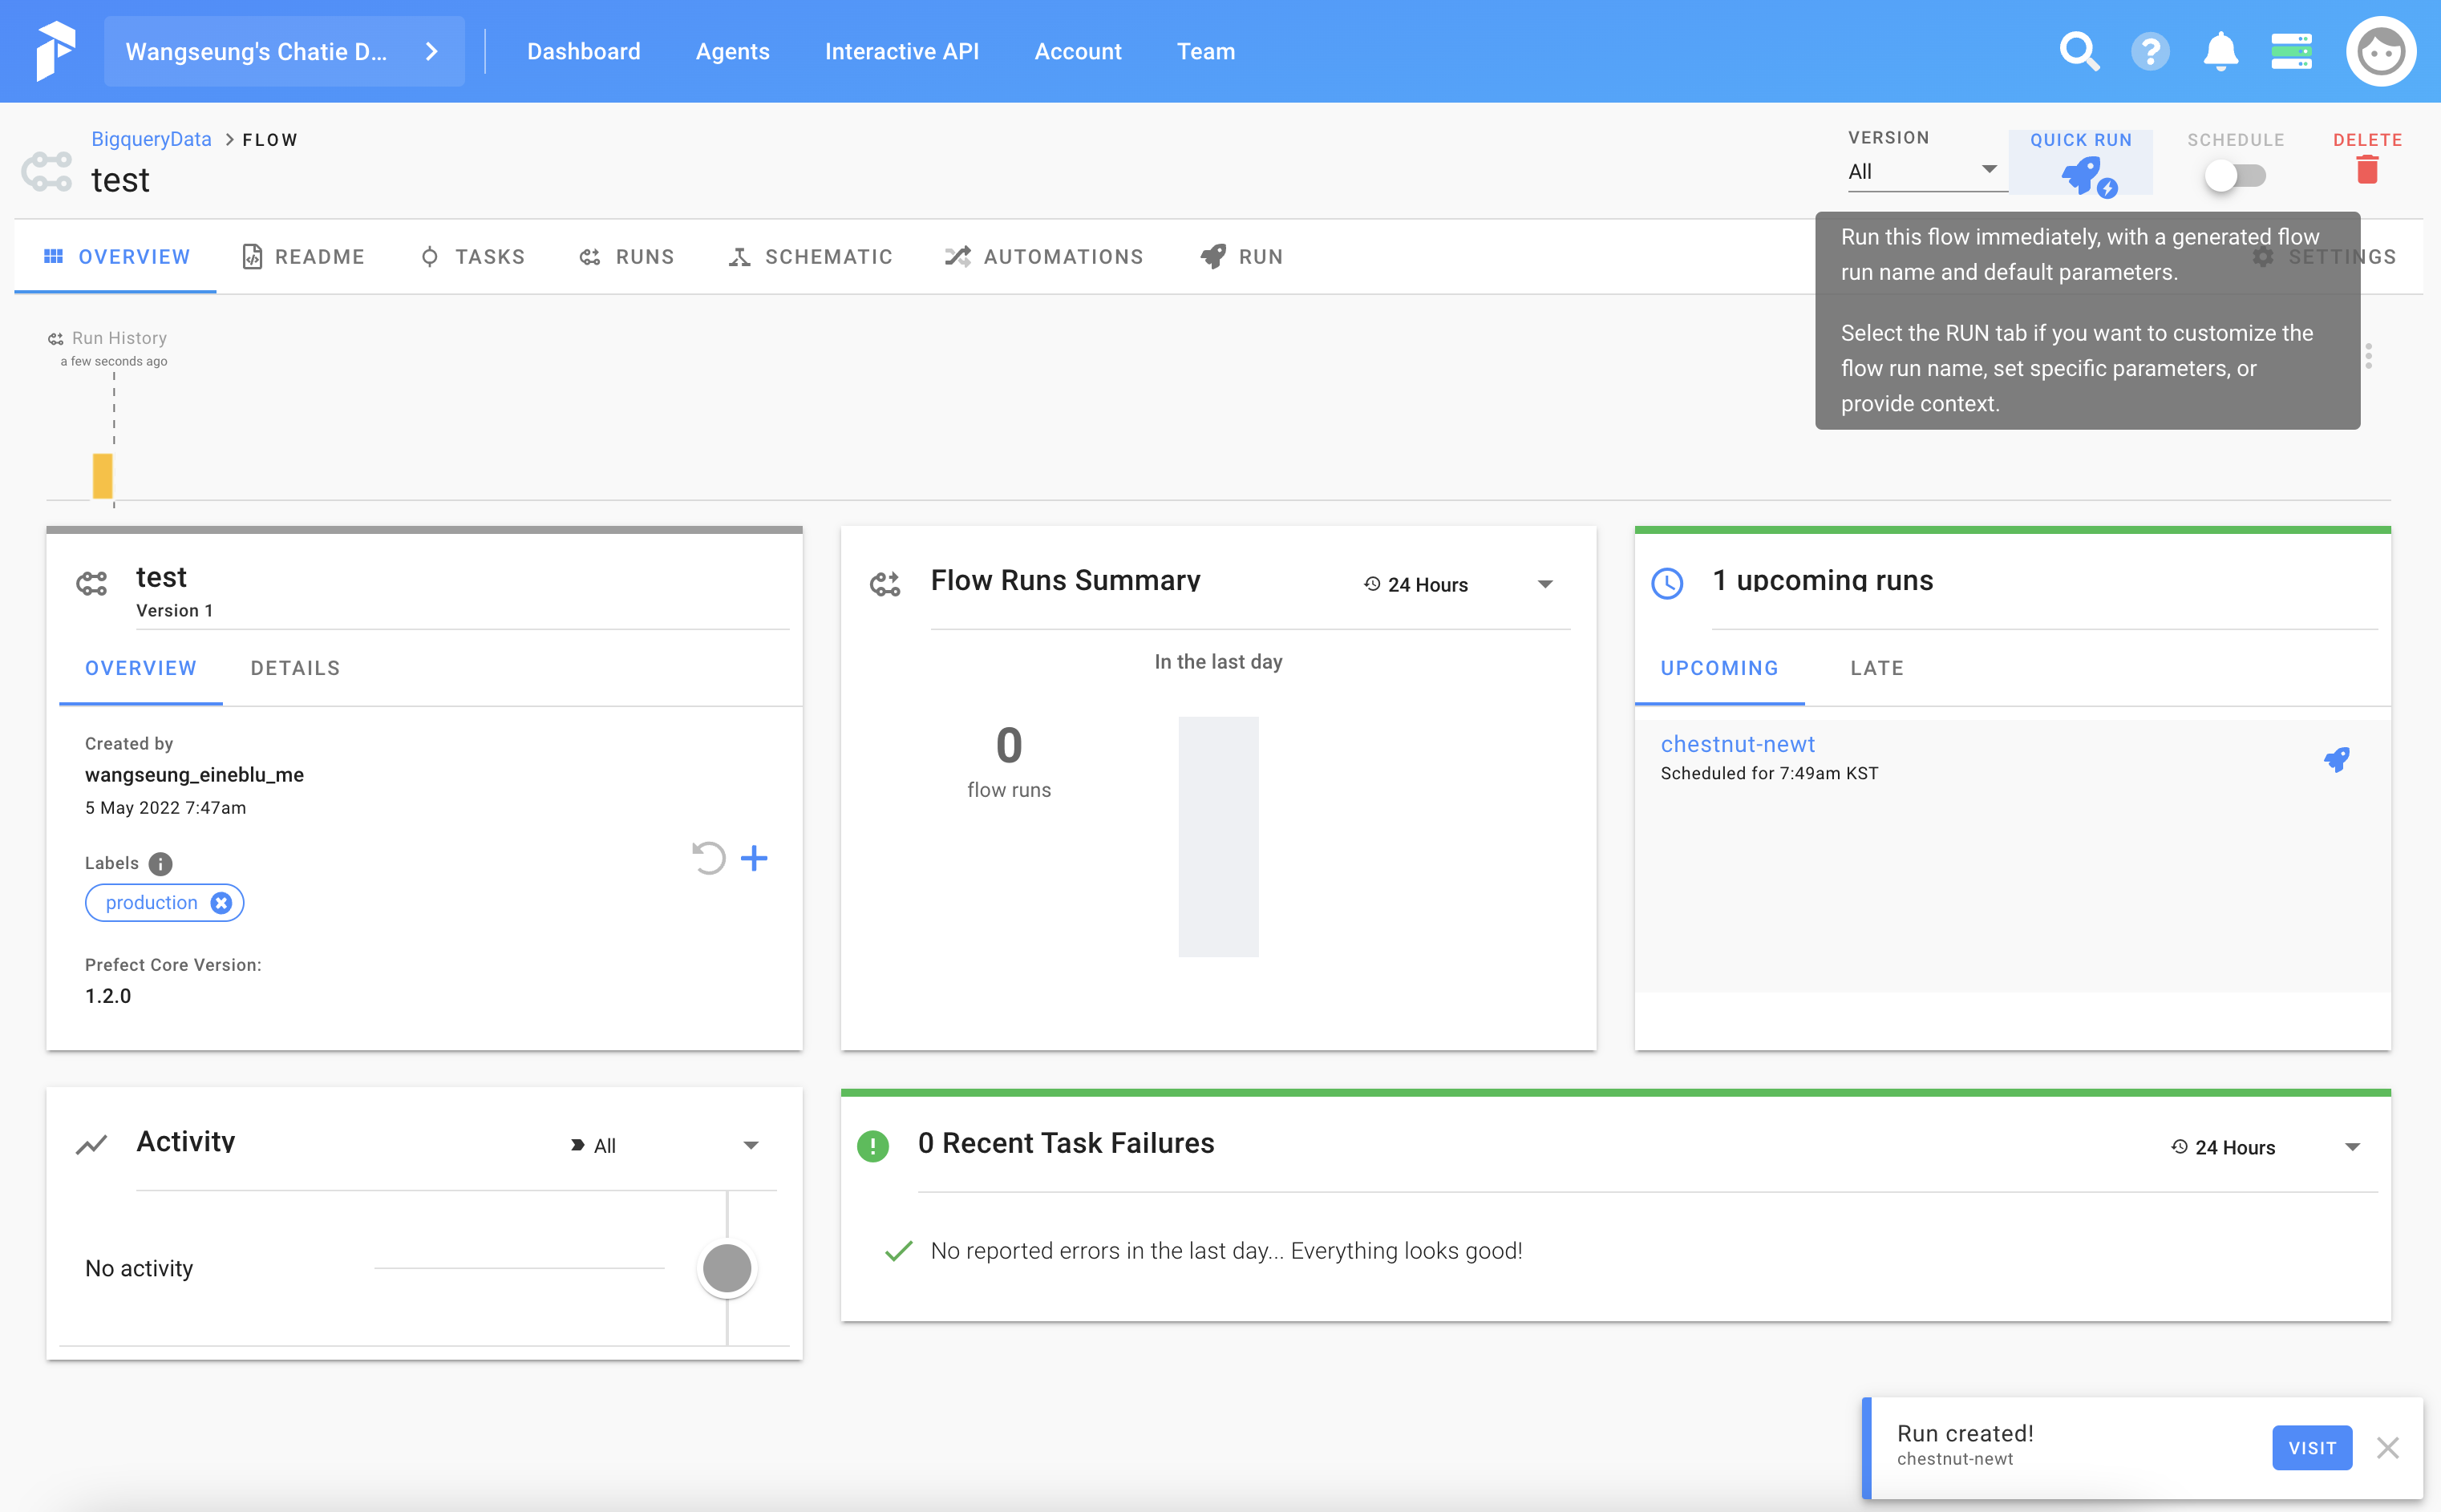 Wangseung's Chatie D...
Dashboard
Agents
Interactive API
Account
Team
BigqueryData > FLOW
test
VERSION
All
QUICK RUN
SCHEDULE
DELETE
OVERVIEW
README
TASKS
RUNS
SCHEMATIC
AUTOMATIONS
RUN
SETTINGS
Run this flow immediately, with a generated flow
run name and default parameters.
Select the RUN tab if you want to customize the
flow run name, set specific parameters, or
provide context.
Run History
a few seconds ago
test
Version 1
OVERVIEW
DETAILS
Created by
wangseung_eineblu_me
5 May 2022 7:47am
Labels
production
Prefect Core Version:
1.2.0
Flow Runs Summary
24 Hours
In the last day
0
flow runs
1 upcoming runs
UPCOMING
LATE
chestnut-newt
Scheduled for 7:49am KST
Activity
All
No activity
0 Recent Task Failures
24 Hours
No reported errors in the last day... Everything looks good!
Run created!
chestnut-newt
VISIT